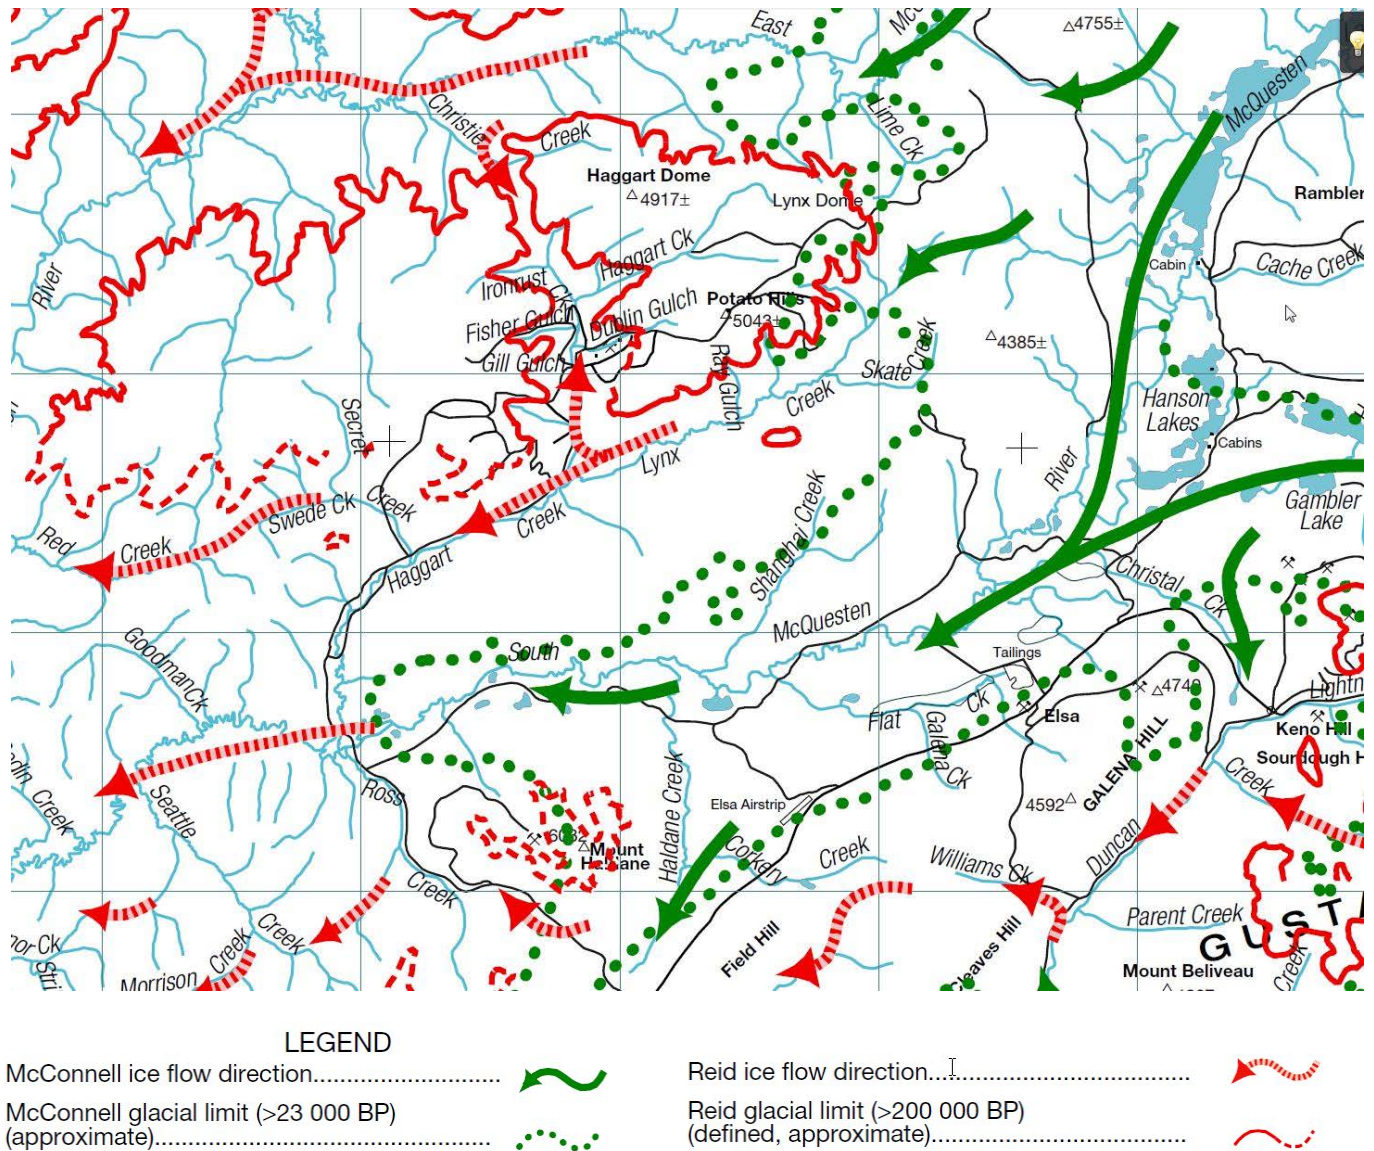 East
McC
△4755±
McQuesten
Christie
Creek
Lime Ck
Haggart Dome
△4917±
Lynx Dome
Rambler
River
Haggart Ck
Cabin
Cache Creek
Ironrust
Ck
Dublin Gulch
Potato Hills
△5043±
Fisher Gulch
Gill Gulch
△4385±
Skate
Creek
Ray Gulch
Creek
Hanson
Lakes
Secret
Creek
Lynx
Cabins
River
Swede Ck
Creek
Shanghai Creek
Gambler
Lake
Red
Creek
Haggart
Christal
Ck
McQuesten
Goodman Ck
South
Tailings
△4740
Lightn
Ck
Elsa
Flat
Galena
Ck
GALENA HILL
Keno Hill
Sourdough H
Creek
Ross
Creek
Seattle
Elsa Airstrip
4592△
Haldane Creek
Corkery
Creek
Mount
Haldane
Duncan
Williams Ck
Creek
Creek
Creek
Parent Creek
GUSTA
Field Hill
Cleaves Hill
Mount Beliveau
Creek
Morrison
LEGEND
McConnell ice flow direction............................
McConnell glacial limit (>23 000 BP)
(approximate)..................................................
Reid ice flow direction.......................................
Reid glacial limit (>200 000 BP)
(defined, approximate).....................................